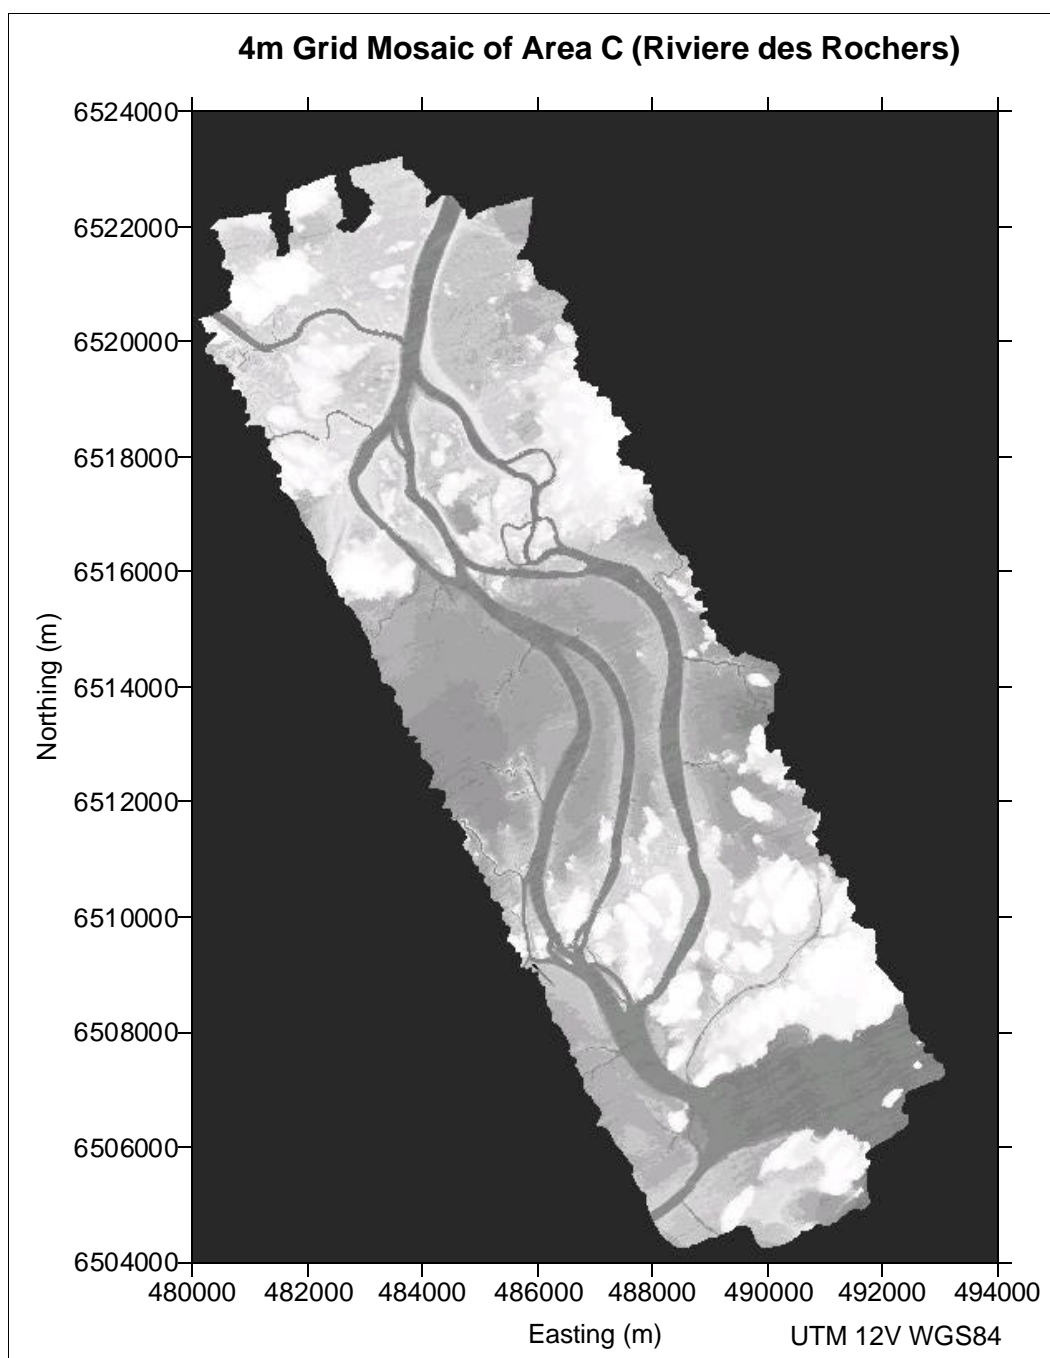 4m Grid Mosaic of Area C (Riviere des Rochers)
6524000
6522000
6520000
6518000
6516000
6514000
6512000
6510000
6508000
6506000
6504000
Northing (m)
480000 482000 484000 486000 488000 490000 492000 494000
Easting (m)
UTM 12V WGS84